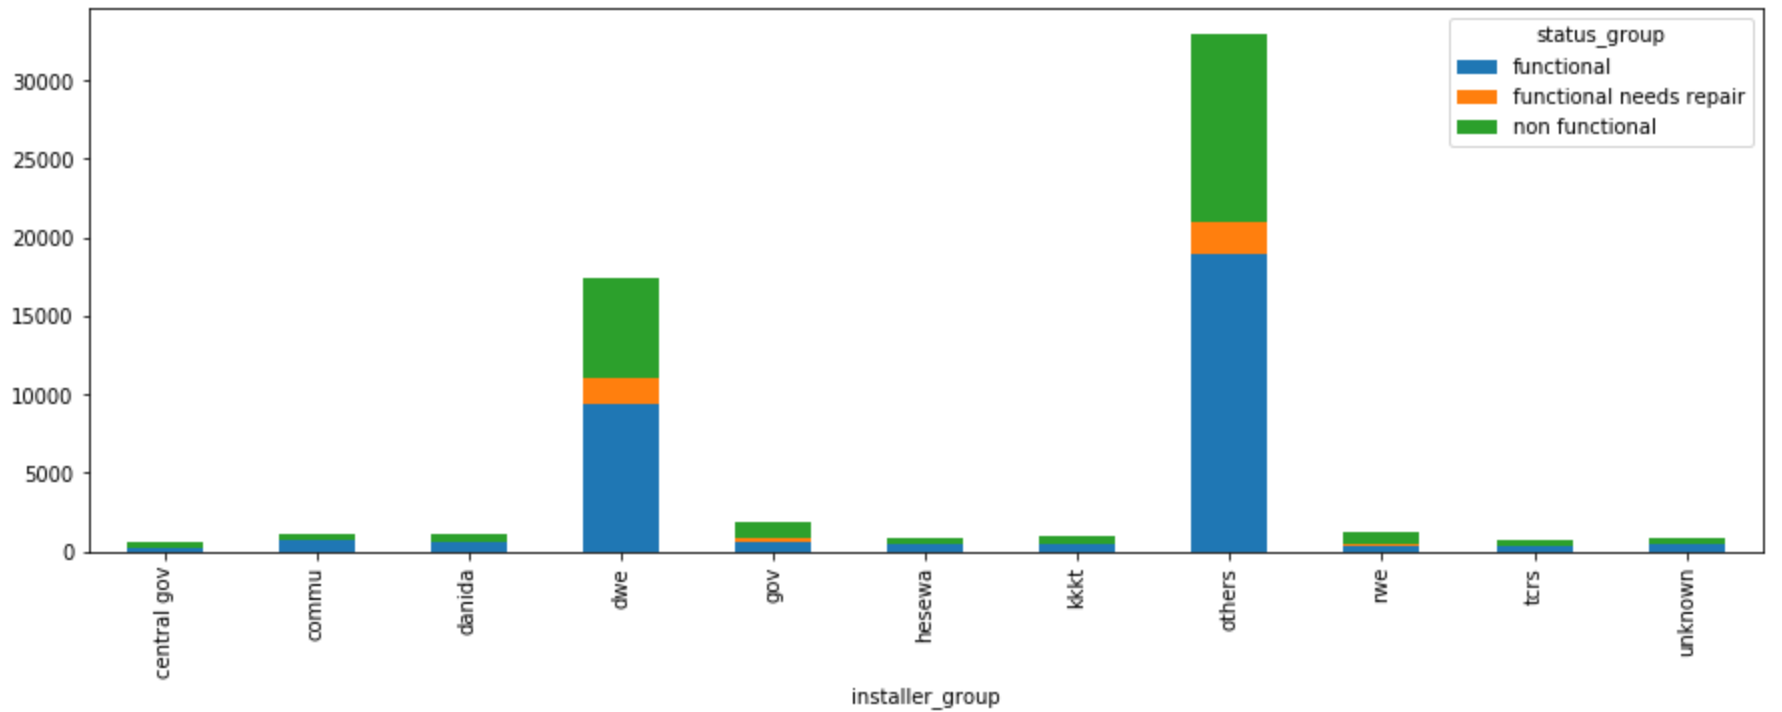 status_group
functional
functional needs repair
non functional
30000
25000
20000
15000
10000
5000
0
central gov
commu
danida
dwe
gov
hesewa
kkkt
others
rwe
tcrs
unknown
installer_group